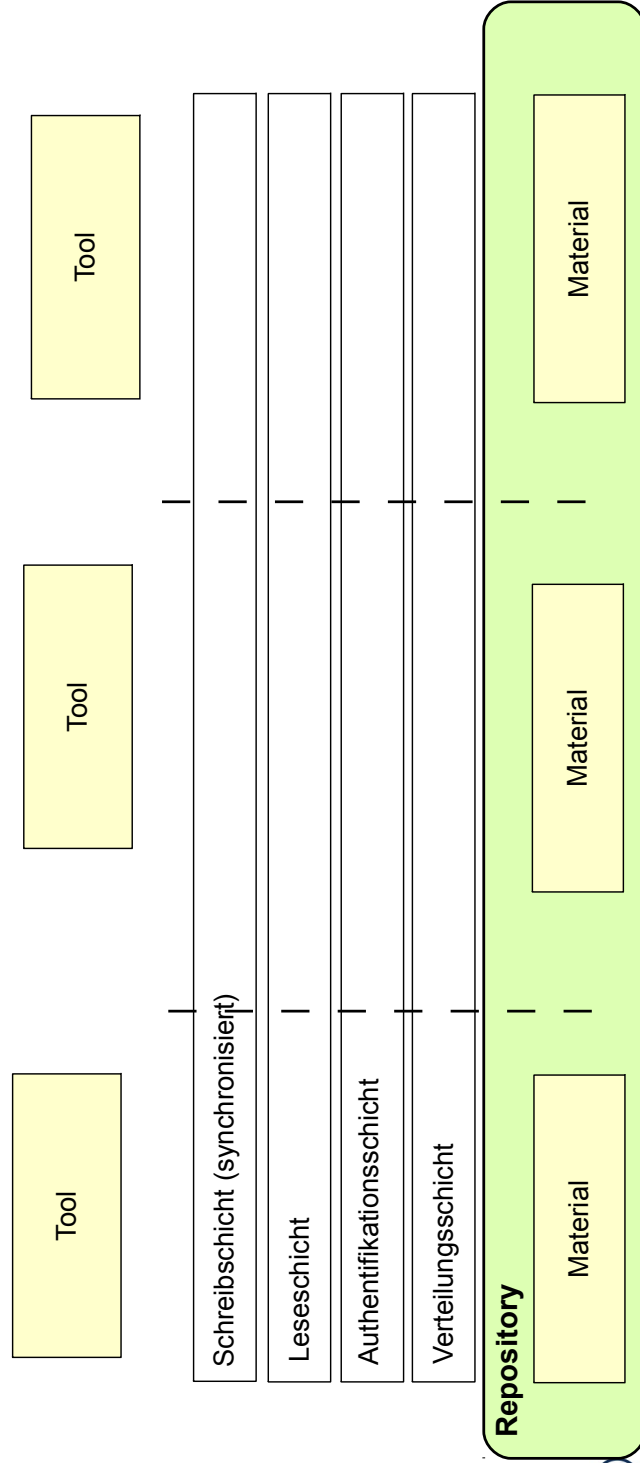 Tool
Tool
Tool
Schreibschicht (synchronisiert)
Leseschicht
Authentifikationsschicht
Verteilungsschicht
Repository
Material
Material
Material